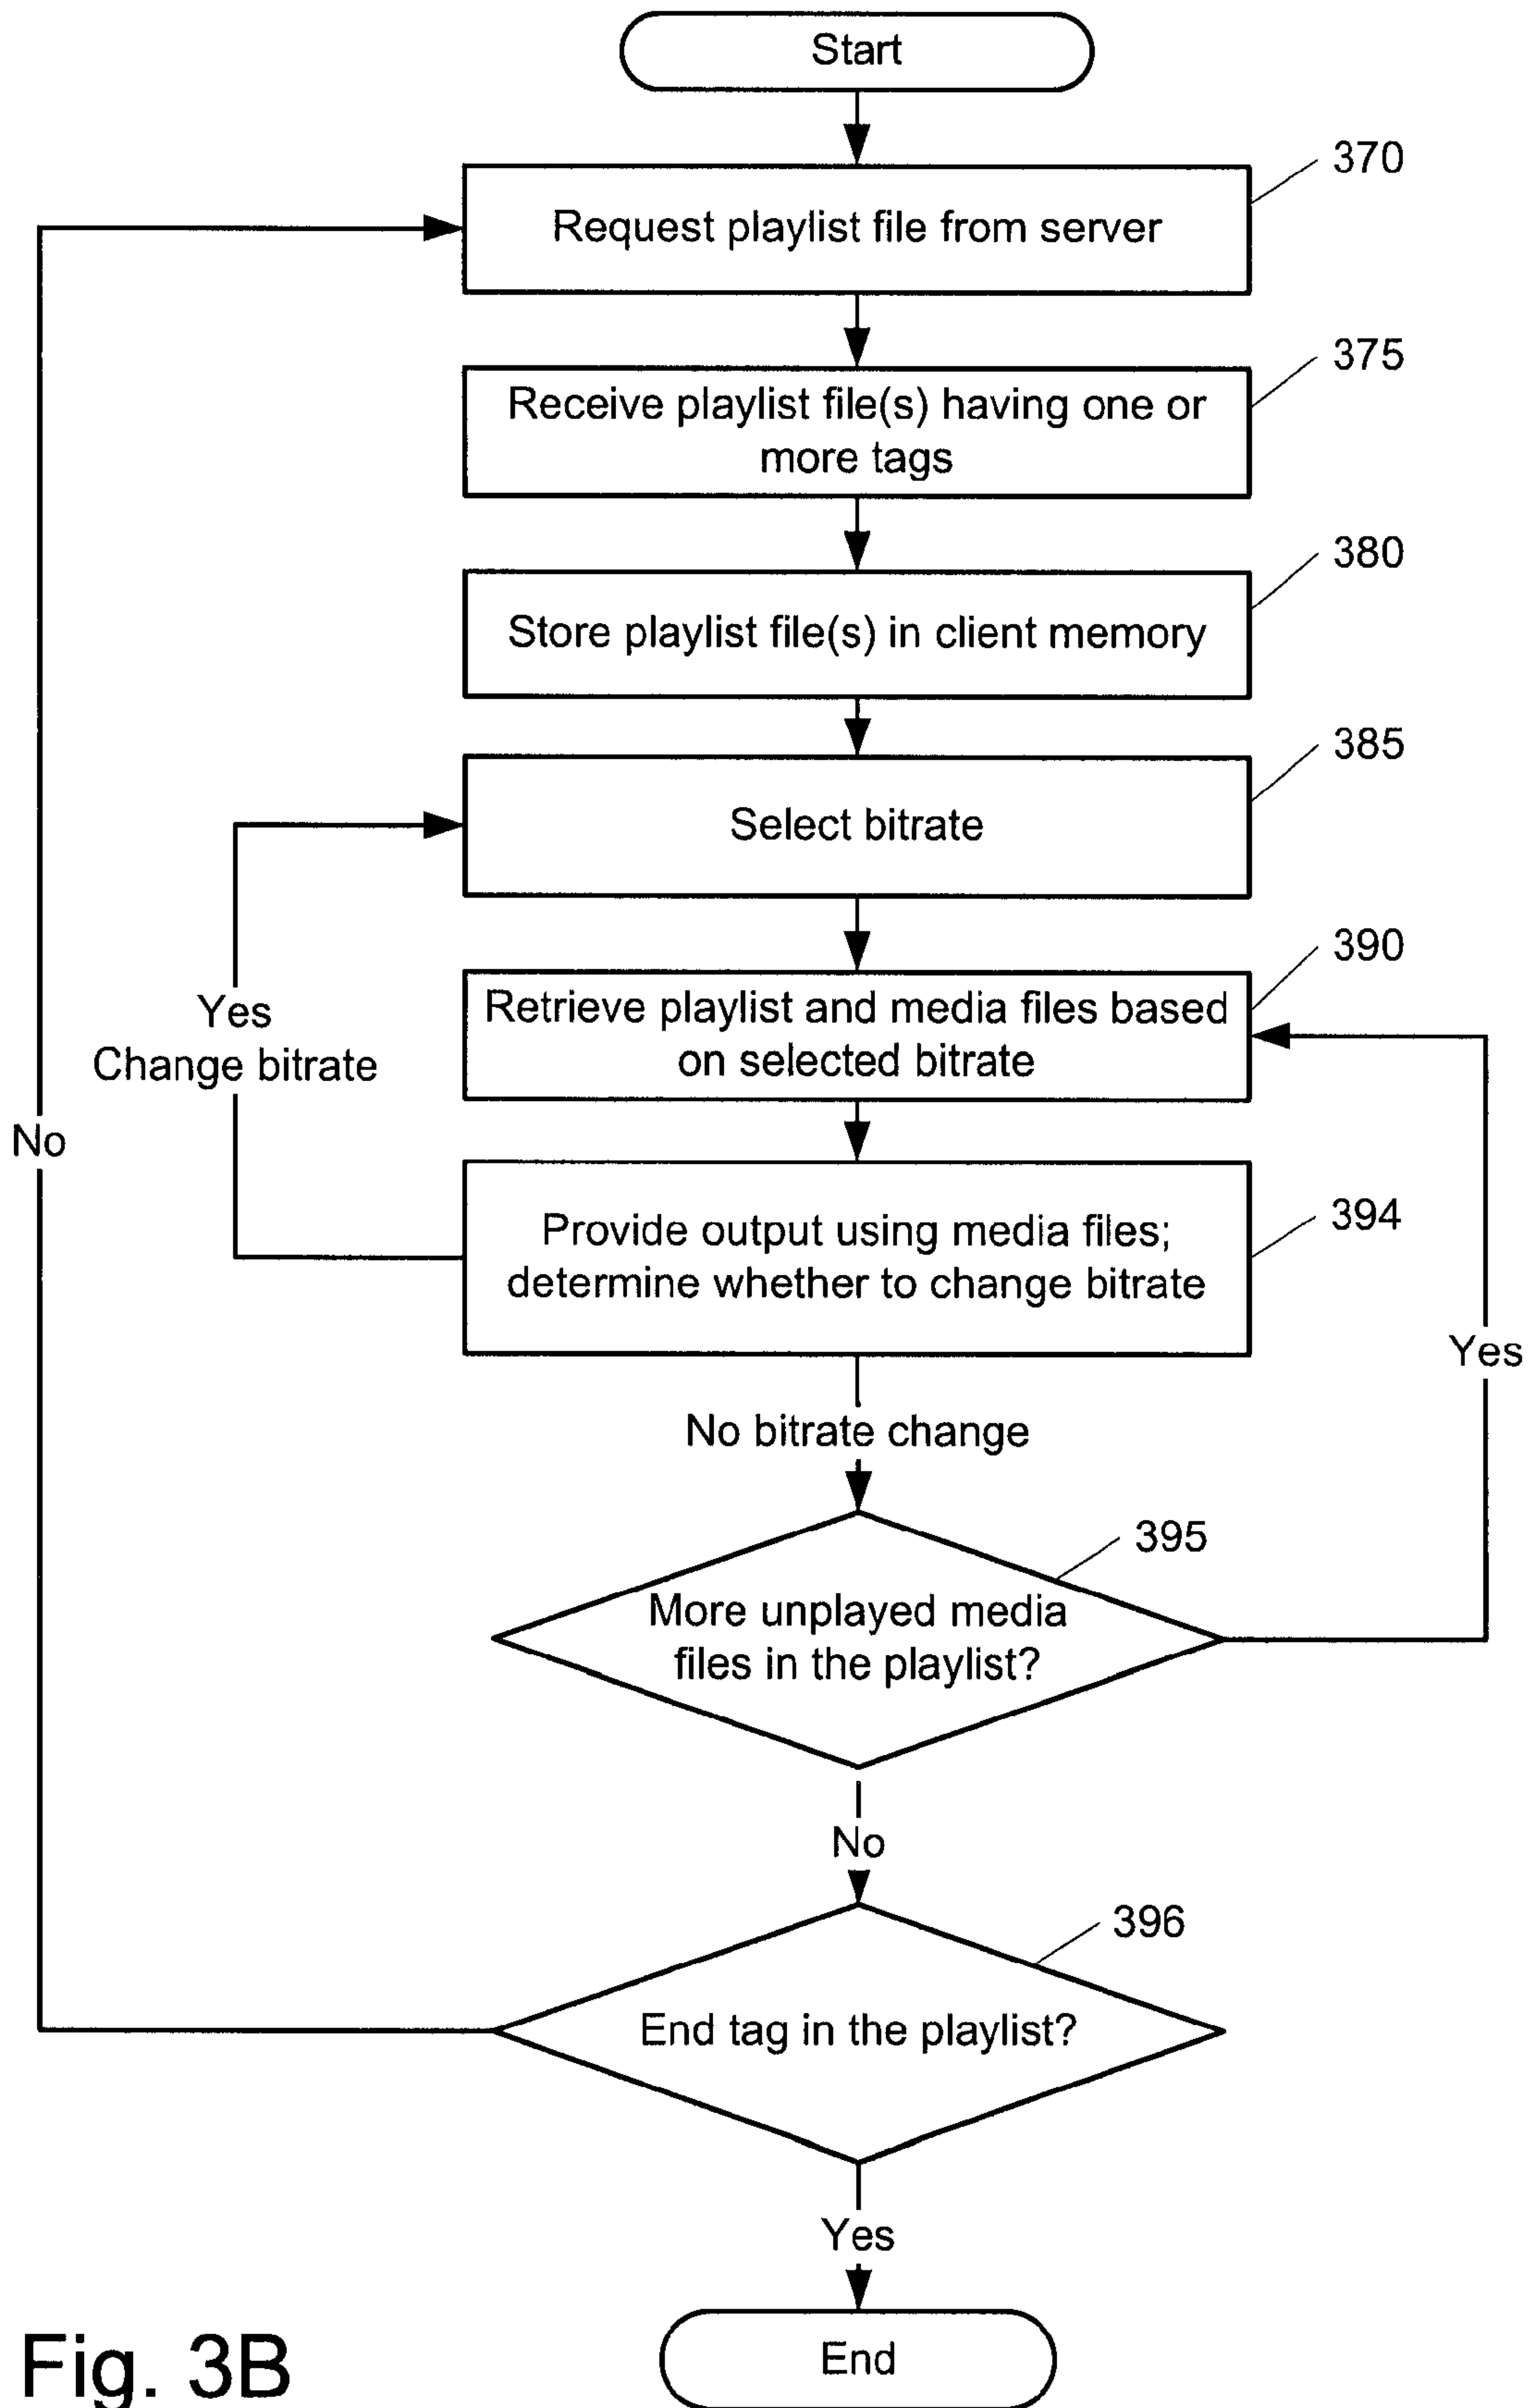 Start
370
Request playlist file from server
375
Receive playlist file(s) having one or
more tags
380
Store playlist file(s) in client memory
385
Select bitrate
390
Retrieve playlist and media files based
on selected bitrate
Yes
Change bitrate
No
394
Provide output using media files;
determine whether to change bitrate
Yes
No bitrate change
395
More unplayed media
files in the playlist?
No
396
End tag in the playlist?
Yes
End
Fig. 3B